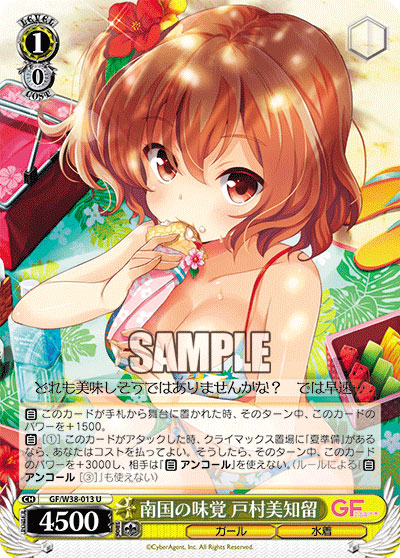 LEVEL
1
0
COST
SAMPLE
どれも美味しそうではありませんかな？　では早速…
自 このカードが手札から舞台に置かれた時、そのターン中、このカードの
パワーを＋1500。
自 ［⑴］ このカードがアタックした時、クライマックス置場に「夏準備」がある
なら、あなたはコストを払ってよい。そうしたら、そのターン中、このカード
のパワーを＋3000し、相手は「自 アンコール」を使えない。（ルールによる「自
アンコール ［⑶］」も使えない）
CH GF/W38-013 U
南国の味覚 戸村美知留
GF
4500
ガール
水着
©CyberAgent, Inc. All Rights Reserved.